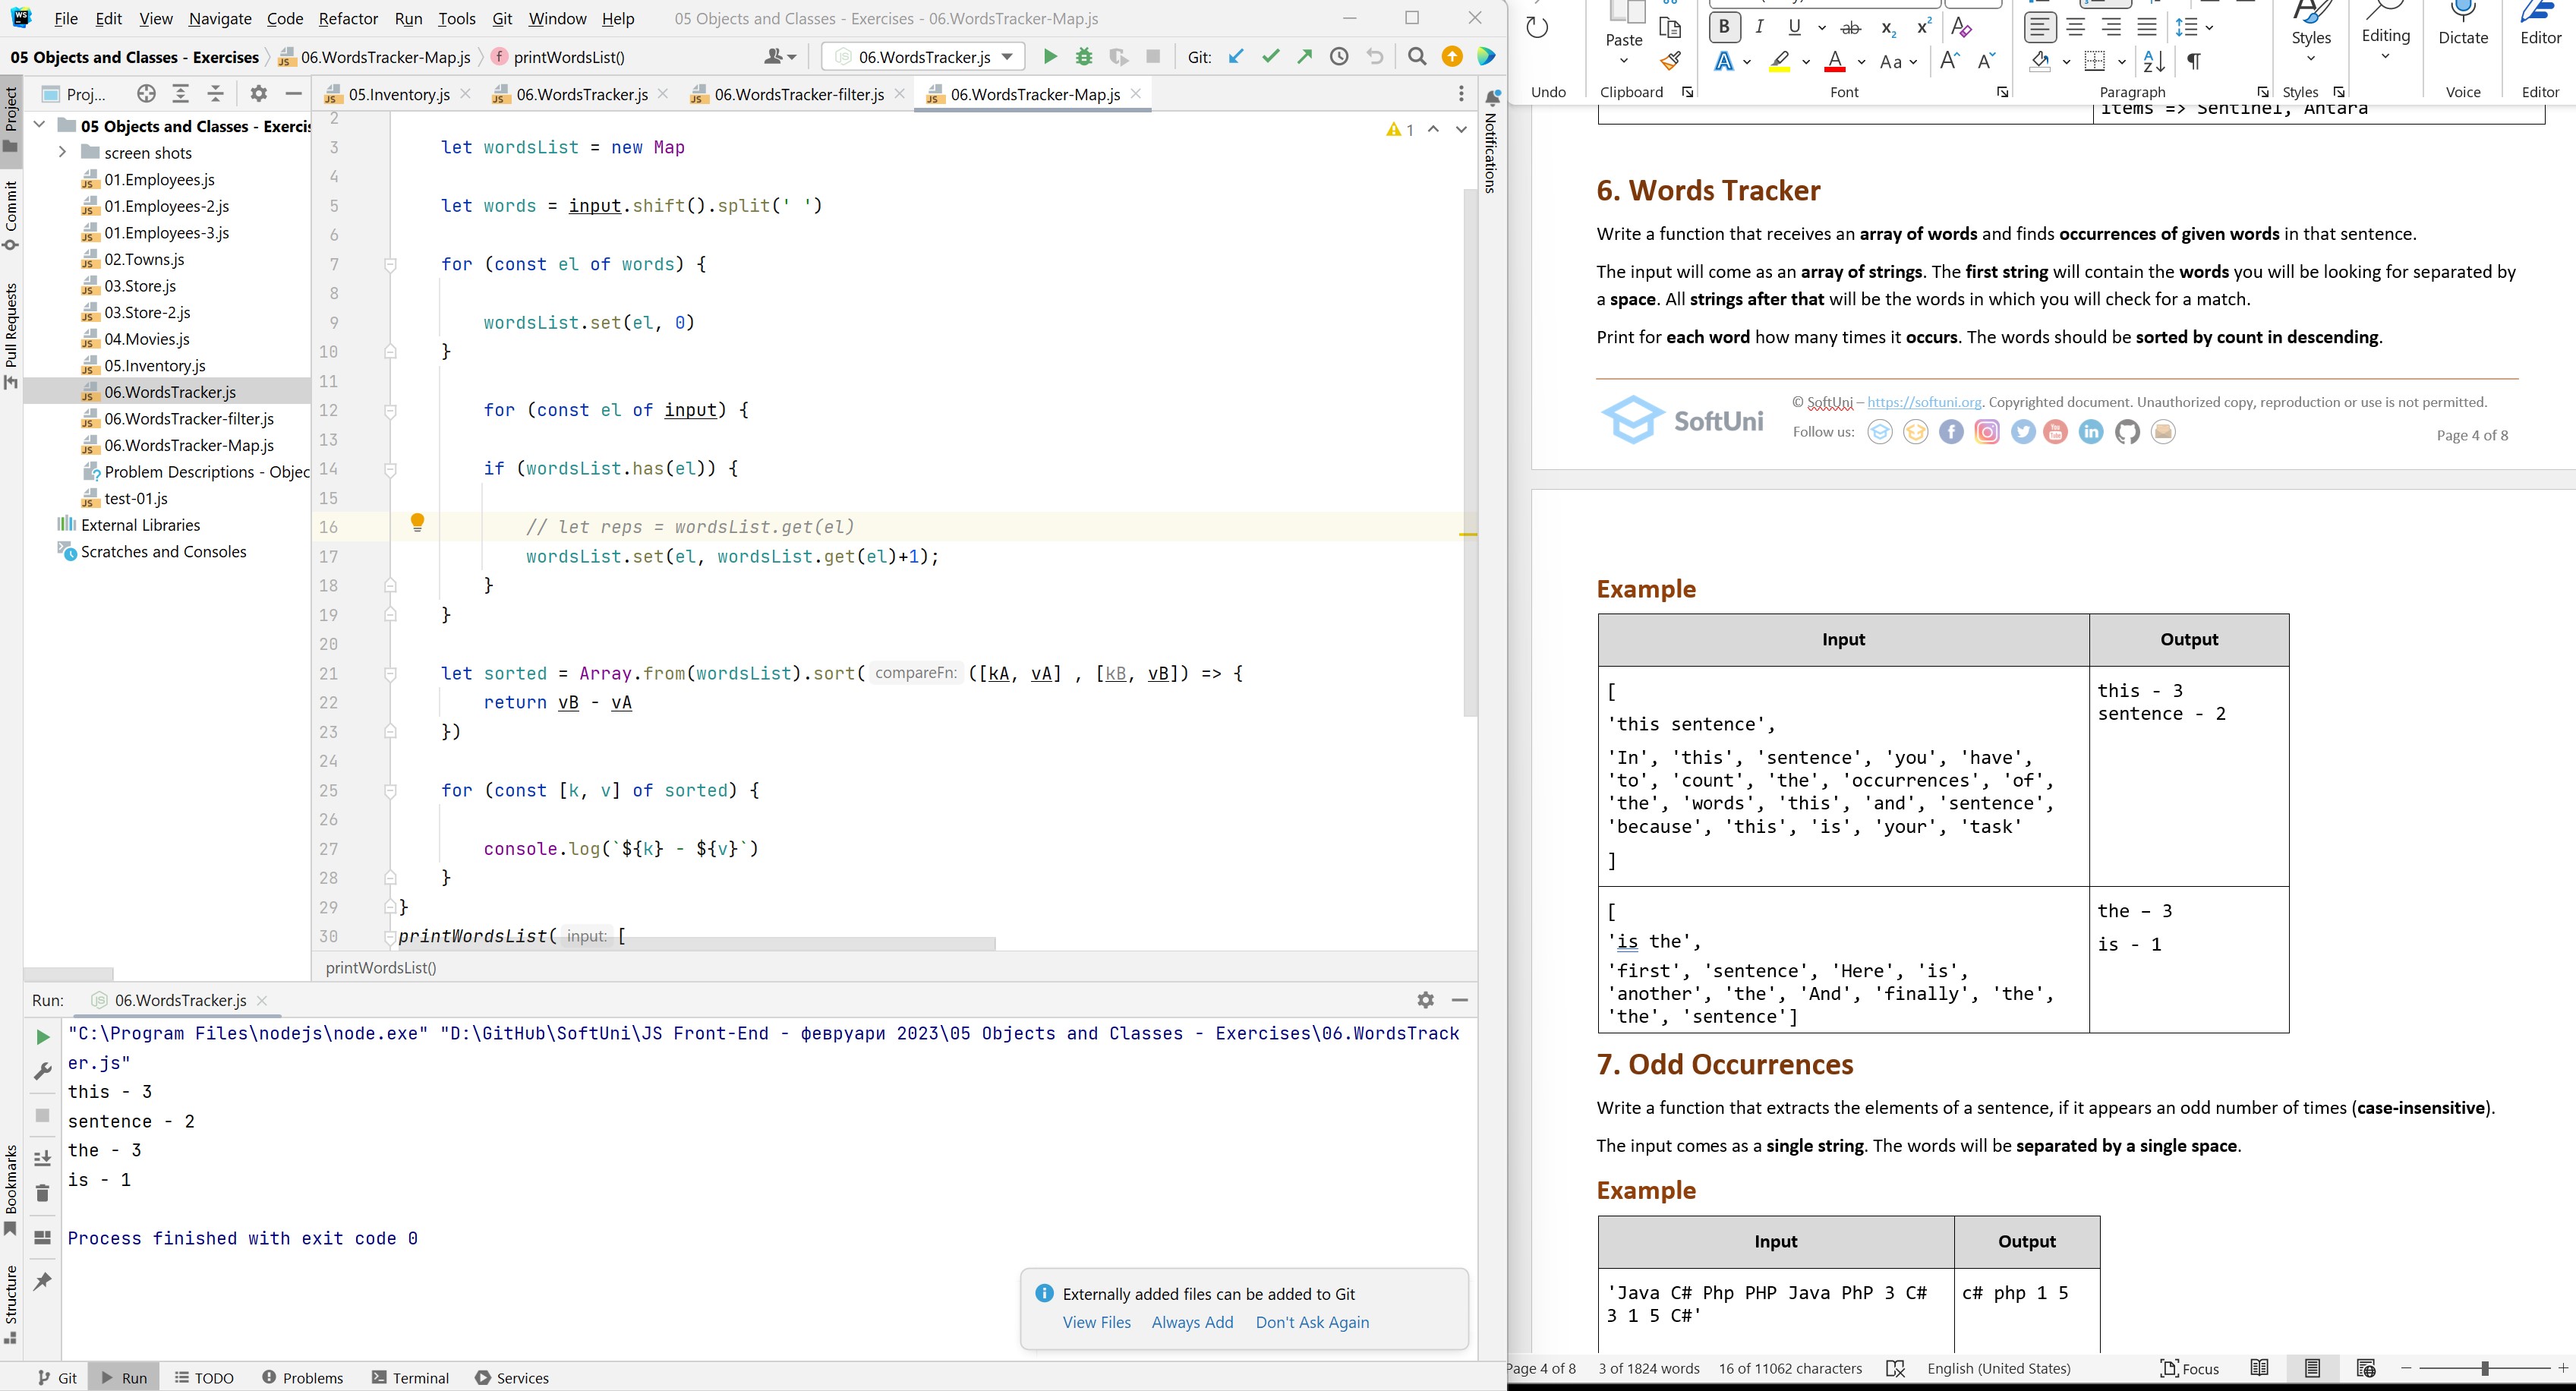 File Edit View Navigate Code Refactor Run Tools Git Window Help 05 Objects and Classes - Exercises - 06.WordsTracker-Map.js
05 Objects and Classes - Exercises 06.WordsTracker-Map.js printWordsList() 06.WordsTracker.js Git:
Proj...
05.Inventory.js 06.WordsTracker.js 06.WordsTracker-filter.js 06.WordsTracker-Map.js
Project
Commit
Pull Requests
Bookmarks
Structure
Notifications
05 Objects and Classes - Exercis
screen shots
01.Employees.js
01.Employees-2.js
01.Employees-3.js
02.Towns.js
03.Store.js
03.Store-2.js
04.Movies.js
05.Inventory.js
06.WordsTracker.js
06.WordsTracker-filter.js
06.WordsTracker-Map.js
Problem Descriptions - Objec
test-01.js
External Libraries
Scratches and Consoles
1
2
3 let wordsList = new Map
4
5 let words = input.shift().split(' ')
6
7 for (const el of words) {
8
9 wordsList.set(el, 0)
10 }
11
12 for (const el of input) {
13
14 if (wordsList.has(el)) {
15
16 // let reps = wordsList.get(el)
17 wordsList.set(el, wordsList.get(el)+1);
18 }
19 }
20
21 let sorted = Array.from(wordsList).sort( compareFn: ([kA, vA] , [kB, vB]) => {
22 return vB - vA
23 })
24
25 for (const [k, v] of sorted) {
26
27 console.log(`${k} - ${v}`)
28 }
29 }
30 printWordsList( input: [
printWordsList()
Run: 06.WordsTracker.js
"C:\Program Files\nodejs\node.exe" "D:\GitHub\SoftUni\JS Front-End - февруари 2023\05 Objects and Classes - Exercises\06.WordsTrack
er.js"
this - 3
sentence - 2
the - 3
is - 1
Process finished with exit code 0
Externally added files can be added to Git
View Files Always Add Don't Ask Again
Git Run TODO Problems Terminal Services
Paste
Styles
Editing
Dictate
Editor
Undo Clipboard Font Paragraph Styles Voice Editor
items => Sentinel, Antara
6. Words Tracker
Write a function that receives an array of words and finds occurrences of given words in that sentence.
The input will come as an array of strings. The first string will contain the words you will be looking for separated by
a space. All strings after that will be the words in which you will check for a match.
Print for each word how many times it occurs. The words should be sorted by count in descending.
SoftUni
© SoftUni – https://softuni.org. Copyrighted document. Unauthorized copy, reproduction or use is not permitted.
Follow us:
Page 4 of 8
Example
Input Output
[
'this sentence',
'In', 'this', 'sentence', 'you', 'have',
'to', 'count', 'the', 'occurrences', 'of',
'the', 'words', 'this', 'and', 'sentence',
'because', 'this', 'is', 'your', 'task'
]
this - 3
sentence - 2
[
'is the',
'first', 'sentence', 'Here', 'is',
'another', 'the', 'And', 'finally', 'the',
'the', 'sentence']
the – 3
is - 1
7. Odd Occurrences
Write a function that extracts the elements of a sentence, if it appears an odd number of times (case-insensitive).
The input comes as a single string. The words will be separated by a single space.
Example
Input Output
'Java C# Php PHP Java PhP 3 C#
3 1 5 C#'
c# php 1 5
Page 4 of 8 3 of 1824 words 16 of 11062 characters English (United States) Focus